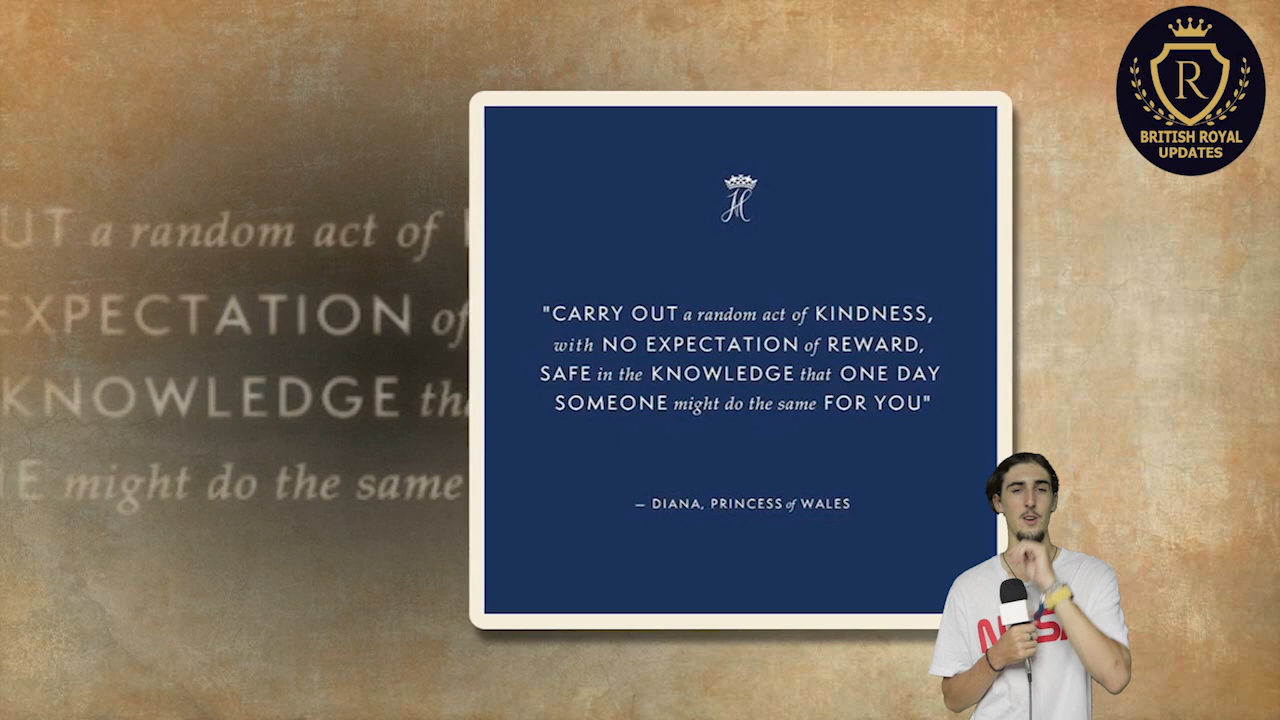 BRITISH ROYAL
UPDATES
UT a random act of
EXPECTATION of
KNOWLEDGE
might do the same
"CARRY OUT a random act of KINDNESS,
with NO EXPECTATION of REWARD,
SAFE in the KNOWLEDGE that ONE DAY
SOMEONE might do the same FOR YOU"
– DIANA, PRINCESS of WALES
R